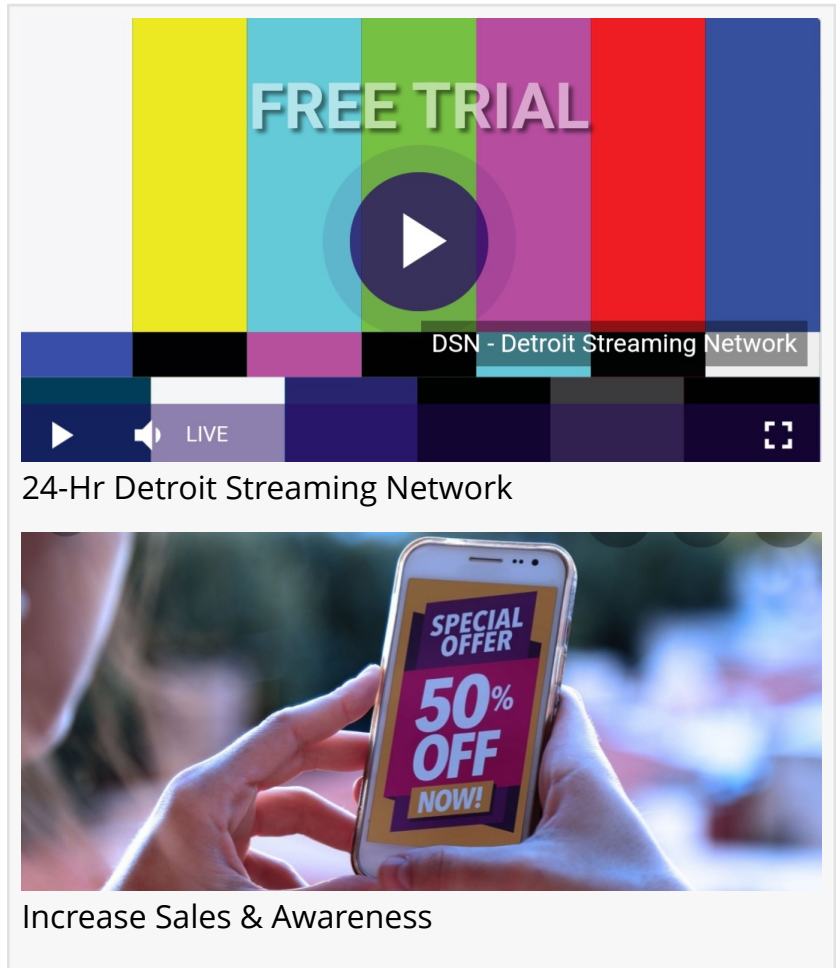 FREE TRIAL
DSN - Detroit Streaming Network
LIVE
24-Hr Detroit Streaming Network
SPECIAL
OFFER
50%
OFF
NOW!
Increase Sales & Awareness